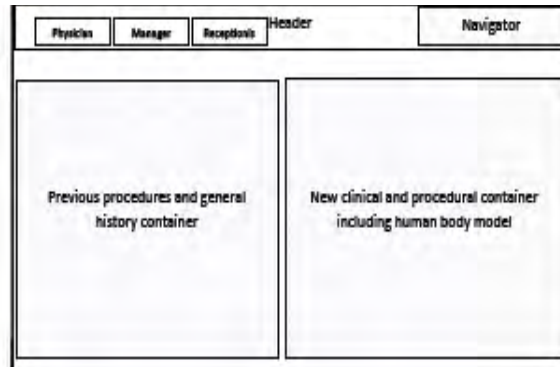 Header
Navigator
Physician
Manager
Receptionis
Previous procedures and general
history container
New clinical and procedural container
including human body model